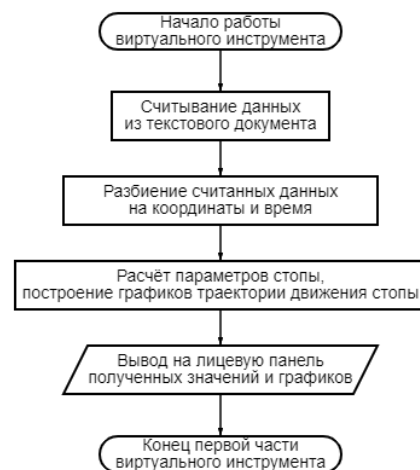 Начало работы
виртуального инструмента
Считывание данных
из текстового документа
Разбиение считанных данных
на координаты и время
Расчёт параметров стопы,
построение графиков траектории движения стопы
Вывод на лицевую панель
полученных значений и графиков
Конец первой части
виртуального инструмента